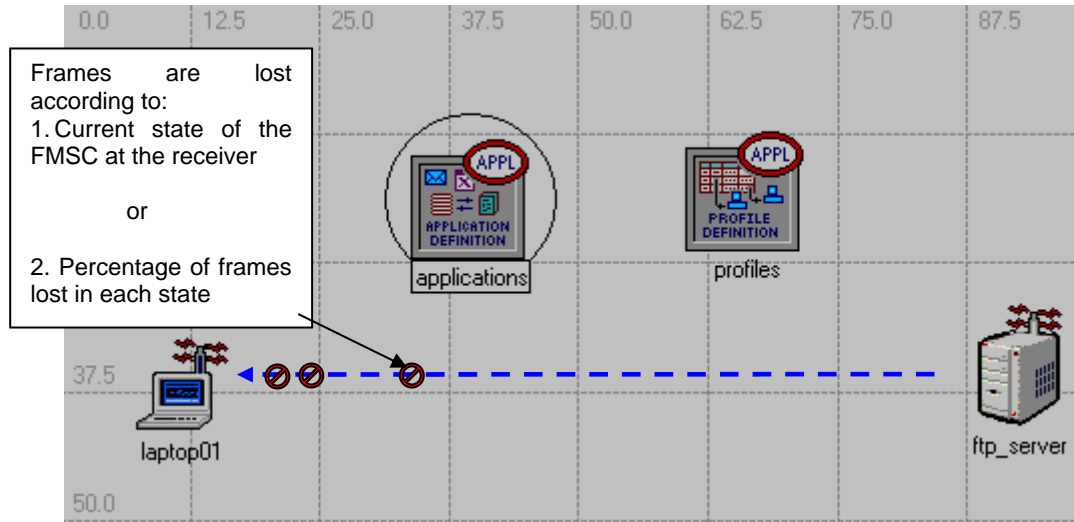 0.0 12.5 25.0 37.5 50.0 62.5 75.0 87.5
Frames are lost
according to:
1. Current state of the
FMSC at the receiver
or
2. Percentage of frames
lost in each state
APPL
APPLICATION
DEFINITION
applications
APPL
PROFILE
DEFINITION
profiles
37.5
laptop01
ftp_server
50.0